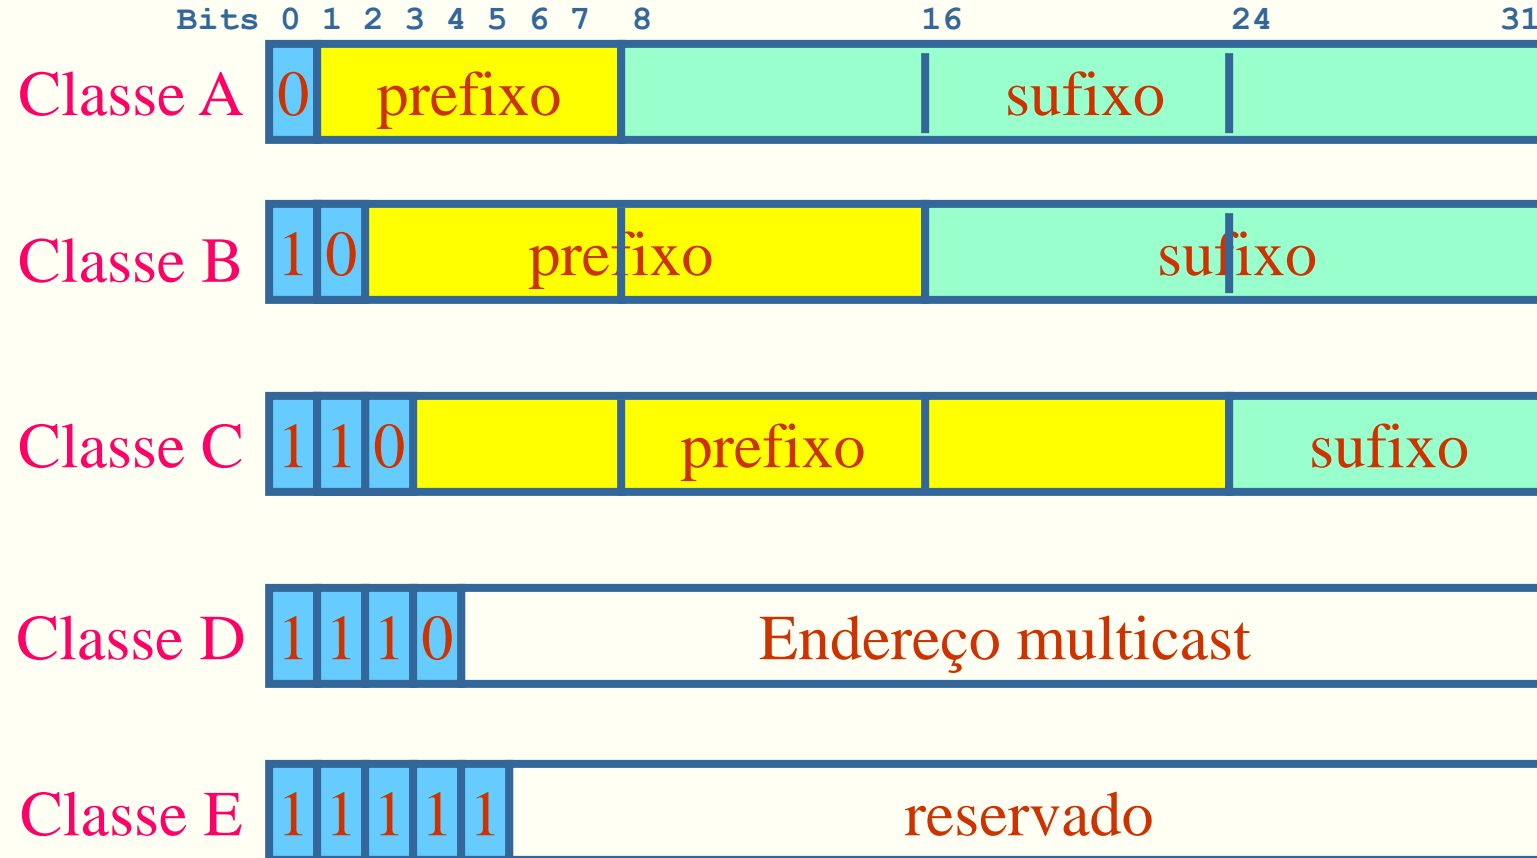 Bits 0 1 2 3 4 5 6 7 8 16 24 31
Classe A 0 prefixo sufixo
Classe B 1 0 prefixo sufixo
Classe C 1 1 0 prefixo sufixo
Classe D 1 1 1 0 Endereço multicast
Classe E 1 1 1 1 1 reservado